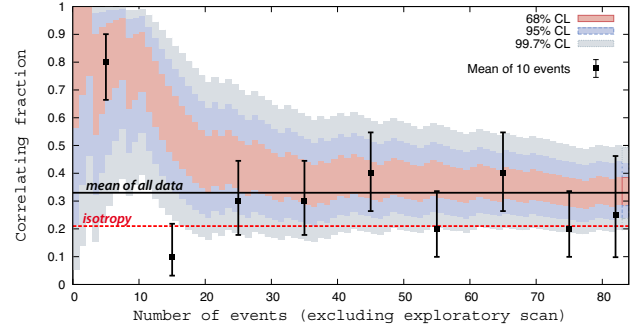 68% CL
95% CL
99.7% CL
Mean of 10 events
mean of all data
isotropy
Correlating fraction
1
0.9
0.8
0.7
0.6
0.5
0.4
0.3
0.2
0.1
0
0 10 20 30 40 50 60 70 80
Number of events (excluding exploratory scan)